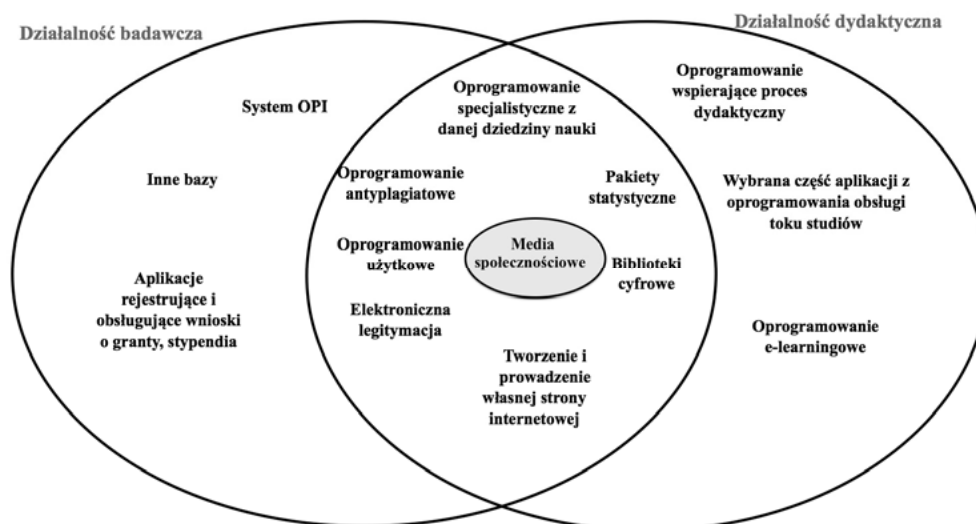 Działalność badawcza
Działalność dydaktyczna
System OPI
Inne bazy
Aplikacje
rejestrujące i
obsługujące wnioski
o granty, stypendia
Oprogramowanie
specjalistyczne z
danej dziedziny nauki
Oprogramowanie
antyplagiatowe
Pakiety
statystyczne
Oprogramowanie
użytkowe
Media
społecznościowe
Biblioteki
cyfrowe
Elektroniczna
legitymacja
Tworzenie i
prowadzenie
własnej strony
internetowej
Oprogramowanie
wspierające proces
dydaktyczny
Wybrana część aplikacji z
oprogramowania obsługi
toku studiów
Oprogramowanie
e-learningowe